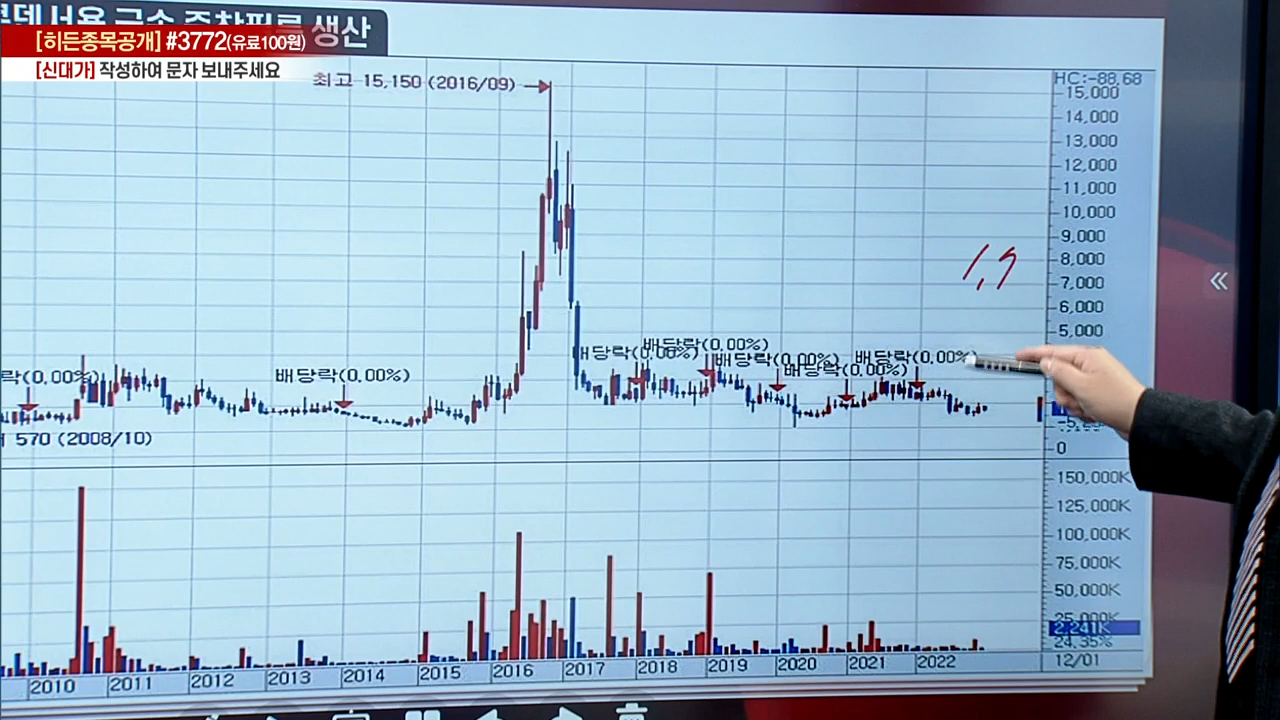 생산
[히든종목공개] #3772(유료100원)
[신대가] 작성하여 문자 보내주세요
최고 15,150 (2016/09)
HC:-88.68
15,000
14,000
13,000
12,000
11,000
10,000
9,000
8,000
7,000
6,000
5,000
1.9
배당락(0.00%)
배당락(0.00%)
배당락(0.00%)
배당락(0.00%)
배당락(0.00%)
락(0.00%)
배당락(0.00%)
570 (2008/10)
0
150,000K
125,000K
100,000K
75,000K
50,000K
25,000K
2,241K
24.35%
2010 2011 2012 2013 2014 2015 2016 2017 2018 2019 2020 2021 2022 12/01